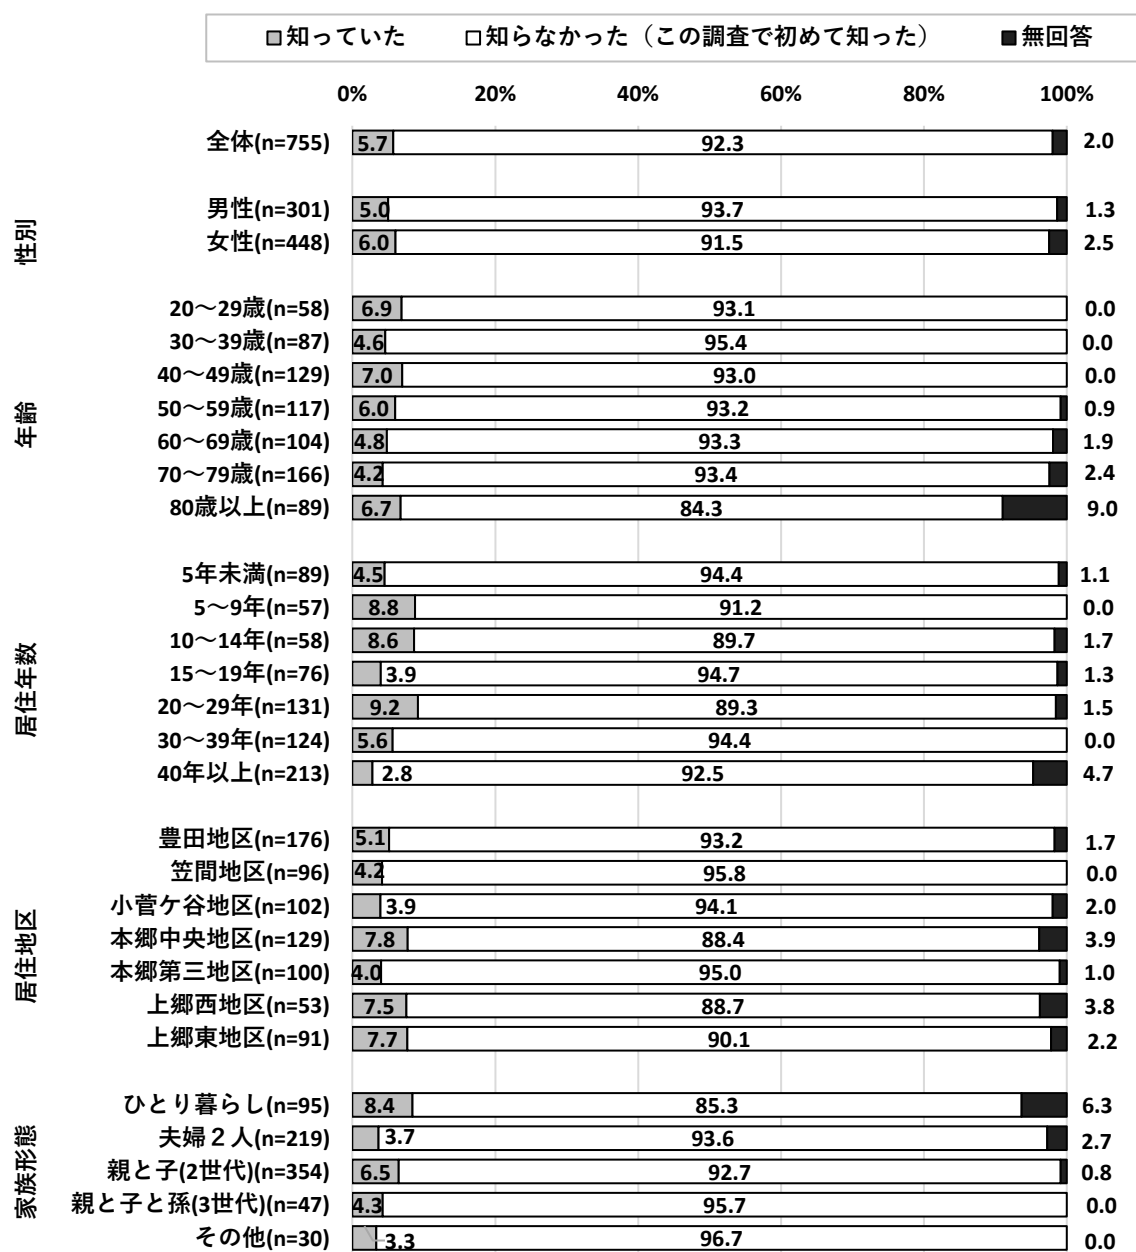 知っていた 知らなかった（この調査で初めて知った） 無回答
0% 20% 40% 60% 80% 100%
全体(n=755) 5.7 92.3 2.0
性別
男性(n=301) 5.0 93.7 1.3
女性(n=448) 6.0 91.5 2.5
年齢
20～29歳(n=58) 6.9 93.1 0.0
30～39歳(n=87) 4.6 95.4 0.0
40～49歳(n=129) 7.0 93.0 0.0
50～59歳(n=117) 6.0 93.2 0.9
60～69歳(n=104) 4.8 93.3 1.9
70～79歳(n=166) 4.2 93.4 2.4
80歳以上(n=89) 6.7 84.3 9.0
居住年数
5年未満(n=89) 4.5 94.4 1.1
5～9年(n=57) 8.8 91.2 0.0
10～14年(n=58) 8.6 89.7 1.7
15～19年(n=76) 3.9 94.7 1.3
20～29年(n=131) 9.2 89.3 1.5
30～39年(n=124) 5.6 94.4 0.0
40年以上(n=213) 2.8 92.5 4.7
居住地区
豊田地区(n=176) 5.1 93.2 1.7
笠間地区(n=96) 4.2 95.8 0.0
小菅ケ谷地区(n=102) 3.9 94.1 2.0
本郷中央地区(n=129) 7.8 88.4 3.9
本郷第三地区(n=100) 4.0 95.0 1.0
上郷西地区(n=53) 7.5 88.7 3.8
上郷東地区(n=91) 7.7 90.1 2.2
家族形態
ひとり暮らし(n=95) 8.4 85.3 6.3
夫婦２人(n=219) 3.7 93.6 2.7
親と子(2世代)(n=354) 6.5 92.7 0.8
親と子と孫(3世代)(n=47) 4.3 95.7 0.0
その他(n=30) 3.3 96.7 0.0